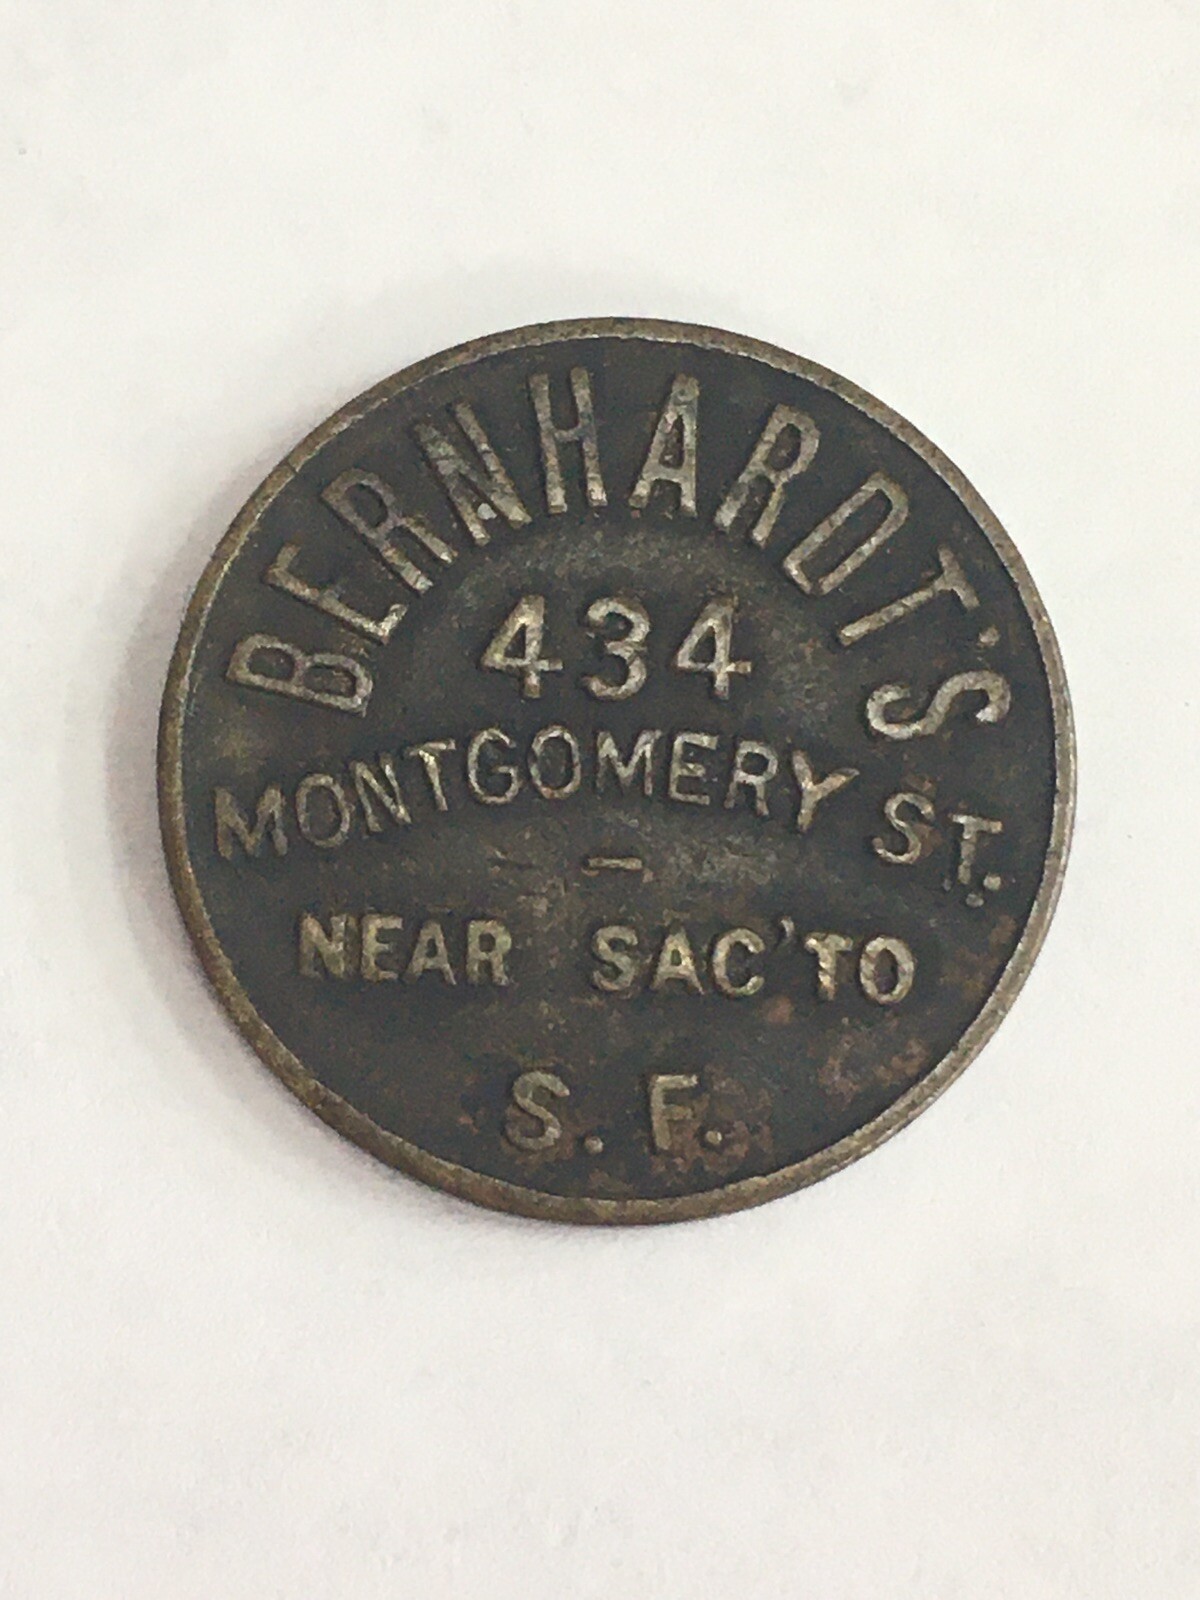 BERNHARDT'S
434
MONTGOMERY ST.
—
NEAR SAC'TO
S. F.